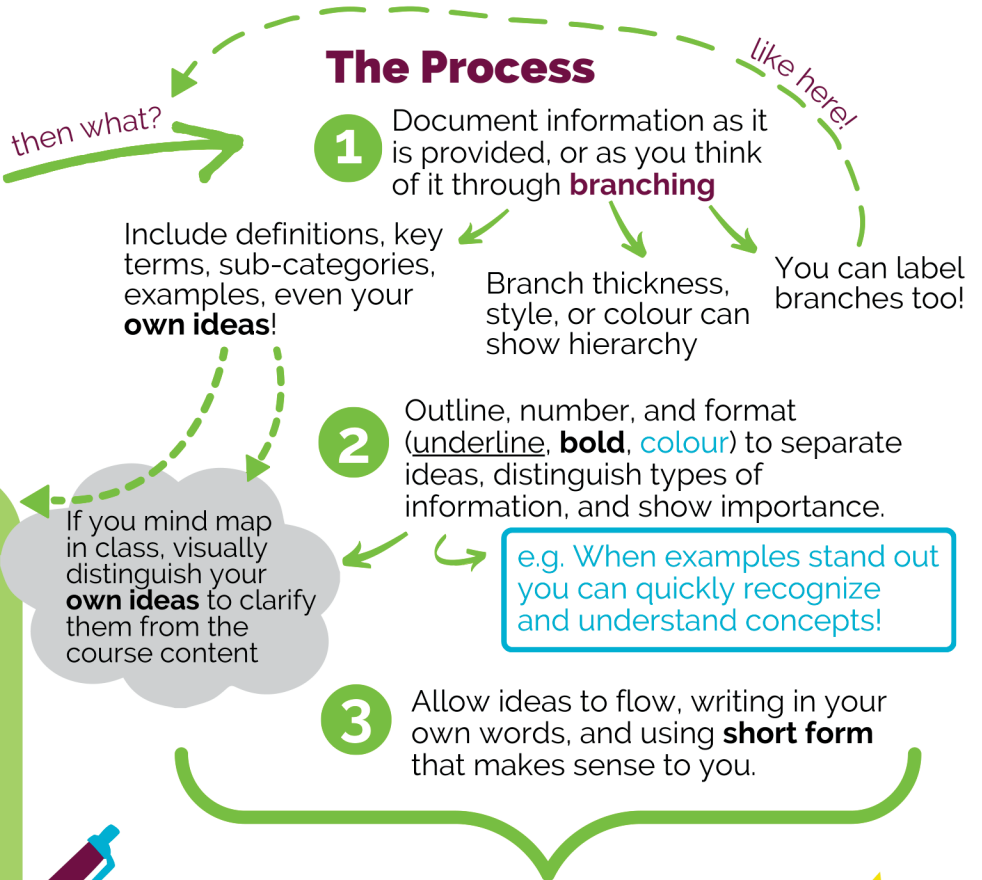 The Process
like here!
then what?
1
Document information as it
is provided, or as you think
of it through branching
Include definitions, key
terms, sub-categories,
examples, even your
own ideas!
Branch thickness,
style, or colour can
show hierarchy
You can label
branches too!
2
Outline, number, and format
(underline, bold, colour) to separate
ideas, distinguish types of
information, and show importance.
If you mind map
in class, visually
distinguish your
own ideas to clarify
them from the
course content
e.g. When examples stand out
you can quickly recognize
and understand concepts!
3
Allow ideas to flow, writing in your
own words, and using short form
that makes sense to you.